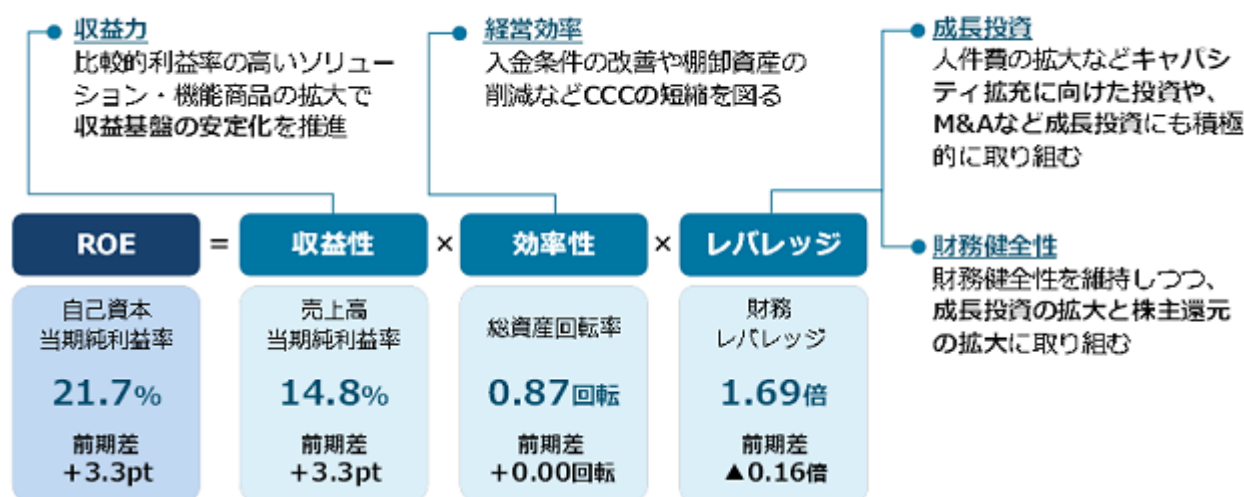 収益力
比較的利益率の高いソリュー
ション・機能商品の拡大で
収益基盤の安定化を推進
経営効率
入金条件の改善や棚卸資産の
削減などCCCの短縮を図る
成長投資
人件費の拡大などキャパシ
ティ拡充に向けた投資や、
M&Aなど成長投資にも積極
的に取り組む
ROE = 収益性 × 効率性 × レバレッジ
財務健全性
財務健全性を維持しつつ、
成長投資の拡大と株主還元
の拡大に取り組む
自己資本
当期純利益率
21.7%
前期差
+3.3pt
売上高
当期純利益率
14.8%
前期差
+3.3pt
総資産回転率
0.87回転
前期差
+0.00回転
財務
レバレッジ
1.69倍
前期差
▲0.16倍